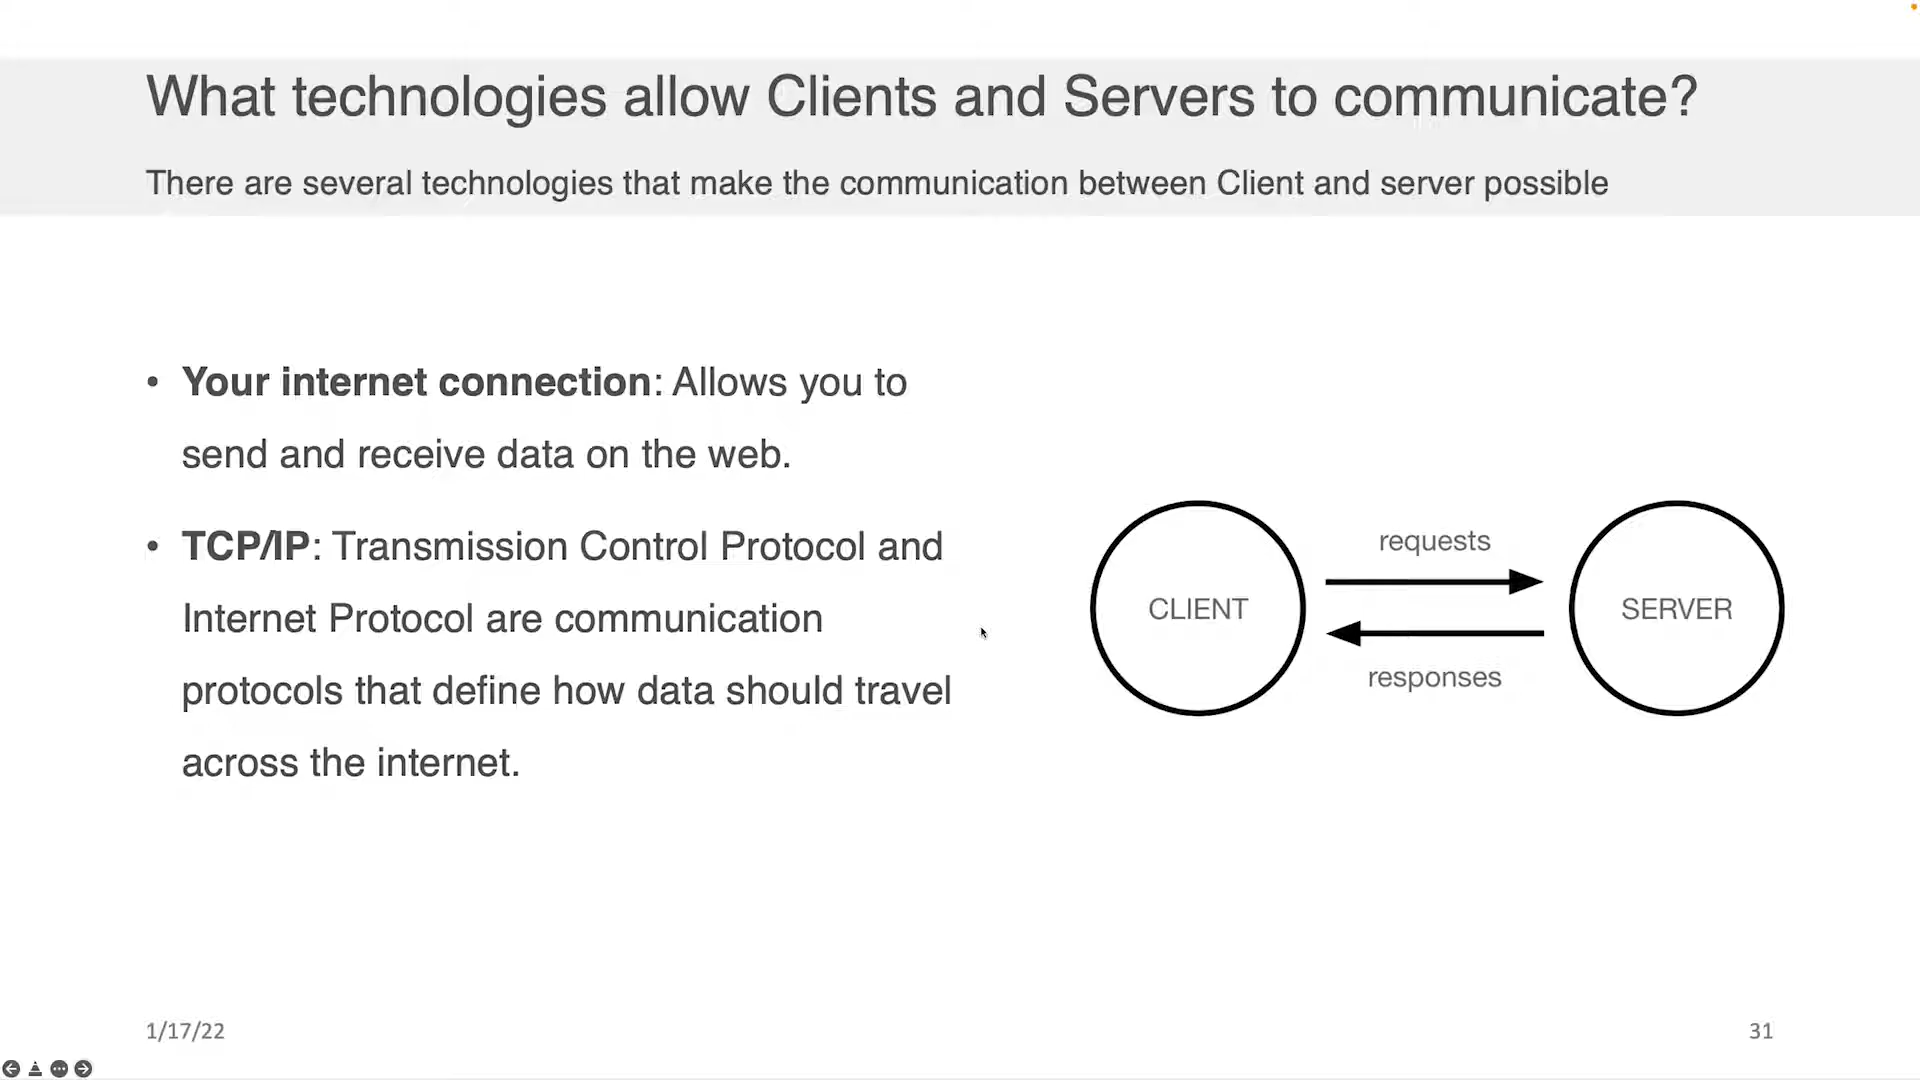 What technologies allow Clients and Servers to communicate?
There are several technologies that make the communication between Client and server possible
• Your internet connection: Allows you to
send and receive data on the web.
• TCP/IP: Transmission Control Protocol and
Internet Protocol are communication
protocols that define how data should travel
across the internet.
CLIENT
requests
responses
SERVER
1/17/22
31